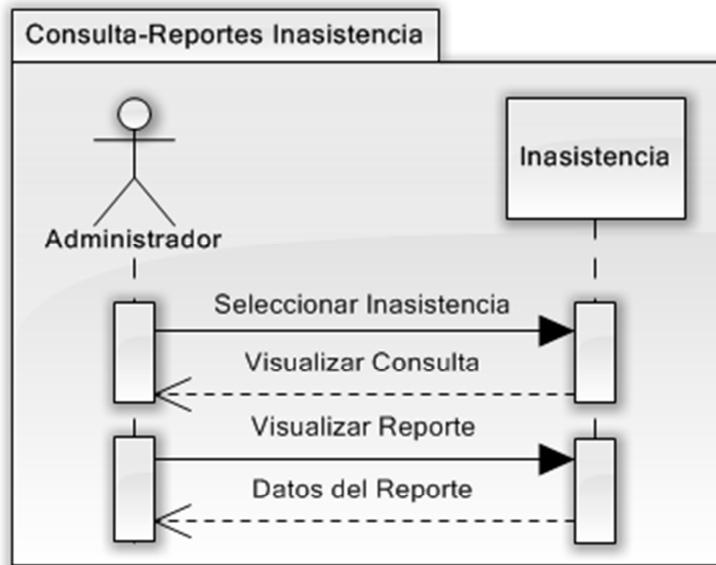 Consulta-Reportes Inasistencia
Inasistencia
Administrador
Seleccionar Inasistencia
Visualizar Consulta
Visualizar Reporte
Datos del Reporte